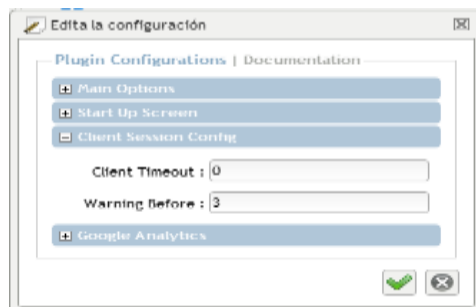 Edita la configuración
Plugin Configurations | Documentation
Main Options
Start Up Screen
Client Session Config
Client Timeout : 0
Warning Before : 3
Google Analytics